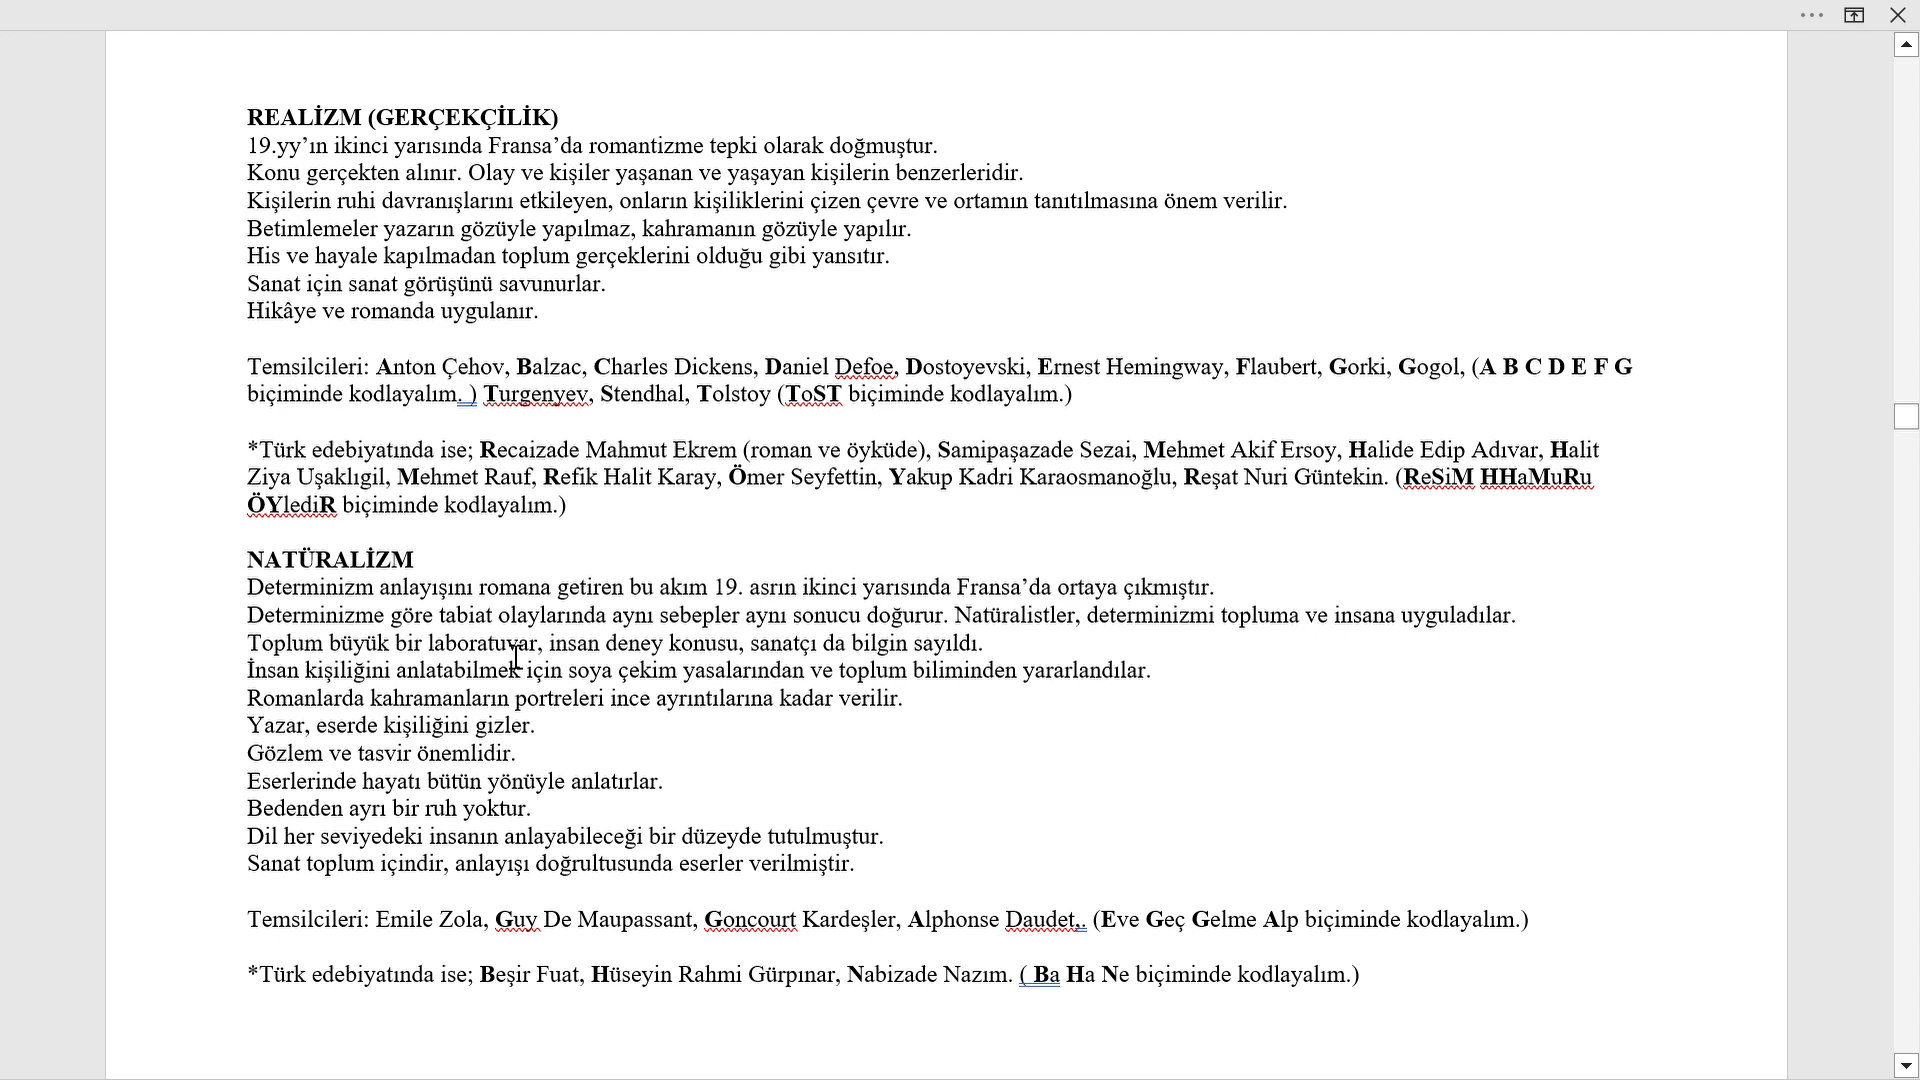 REALİZM (GERÇEKÇİLİK)
19.yy’ın ikinci yarısında Fransa’da romantizme tepki olarak doğmuştur.
Konu gerçekten alınır. Olay ve kişiler yaşanan ve yaşayan kişilerin benzerleridir.
Kişilerin ruhi davranışlarını etkileyen, onların kişiliklerini çizen çevre ve ortamın tanıtılmasına önem verilir.
Betimlemeler yazarın gözüyle yapılmaz, kahramanın gözüyle yapılır.
His ve hayale kapılmadan toplum gerçeklerini olduğu gibi yansıtır.
Sanat için sanat görüşünü savunurlar.
Hikâye ve romanda uygulanır.
Temsilcileri: Anton Çehov, Balzac, Charles Dickens, Daniel Defoe, Dostoyevski, Ernest Hemingway, Flaubert, Gorki, Gogol, (A B C D E F G
biçiminde kodlayalım. ) Turgenyev, Stendhal, Tolstoy (ToST biçiminde kodlayalım.)
*Türk edebiyatında ise; Recaizade Mahmut Ekrem (roman ve öyküde), Samipaşazade Sezai, Mehmet Akif Ersoy, Halide Edip Adıvar, Halit
Ziya Uşaklıgil, Mehmet Rauf, Refik Halit Karay, Ömer Seyfettin, Yakup Kadri Karaosmanoğlu, Reşat Nuri Güntekin. (ReSiM HHaMuRu
ÖYlediR biçiminde kodlayalım.)
NATÜRALİZM
Determinizm anlayışını romana getiren bu akım 19. asrın ikinci yarısında Fransa’da ortaya çıkmıştır.
Determinizme göre tabiat olaylarında aynı sebepler aynı sonucu doğurur. Natüralistler, determinizmi topluma ve insana uyguladılar.
Toplum büyük bir laboratuvar, insan deney konusu, sanatçı da bilgin sayıldı.
İnsan kişiliğini anlatabilmek için soya çekim yasalarından ve toplum biliminden yararlandılar.
Romanlarda kahramanların portreleri ince ayrıntılarına kadar verilir.
Yazar, eserde kişiliğini gizler.
Gözlem ve tasvir önemlidir.
Eserlerinde hayatı bütün yönüyle anlatırlar.
Bedenden ayrı bir ruh yoktur.
Dil her seviyedeki insanın anlayabileceği bir düzeyde tutulmuştur.
Sanat toplum içindir, anlayışı doğrultusunda eserler verilmiştir.
Temsilcileri: Emile Zola, Guy De Maupassant, Goncourt Kardeşler, Alphonse Daudet,. (Eve Geç Gelme Alp biçiminde kodlayalım.)
*Türk edebiyatında ise; Beşir Fuat, Hüseyin Rahmi Gürpınar, Nabizade Nazım. ( Ba Ha Ne biçiminde kodlayalım.)